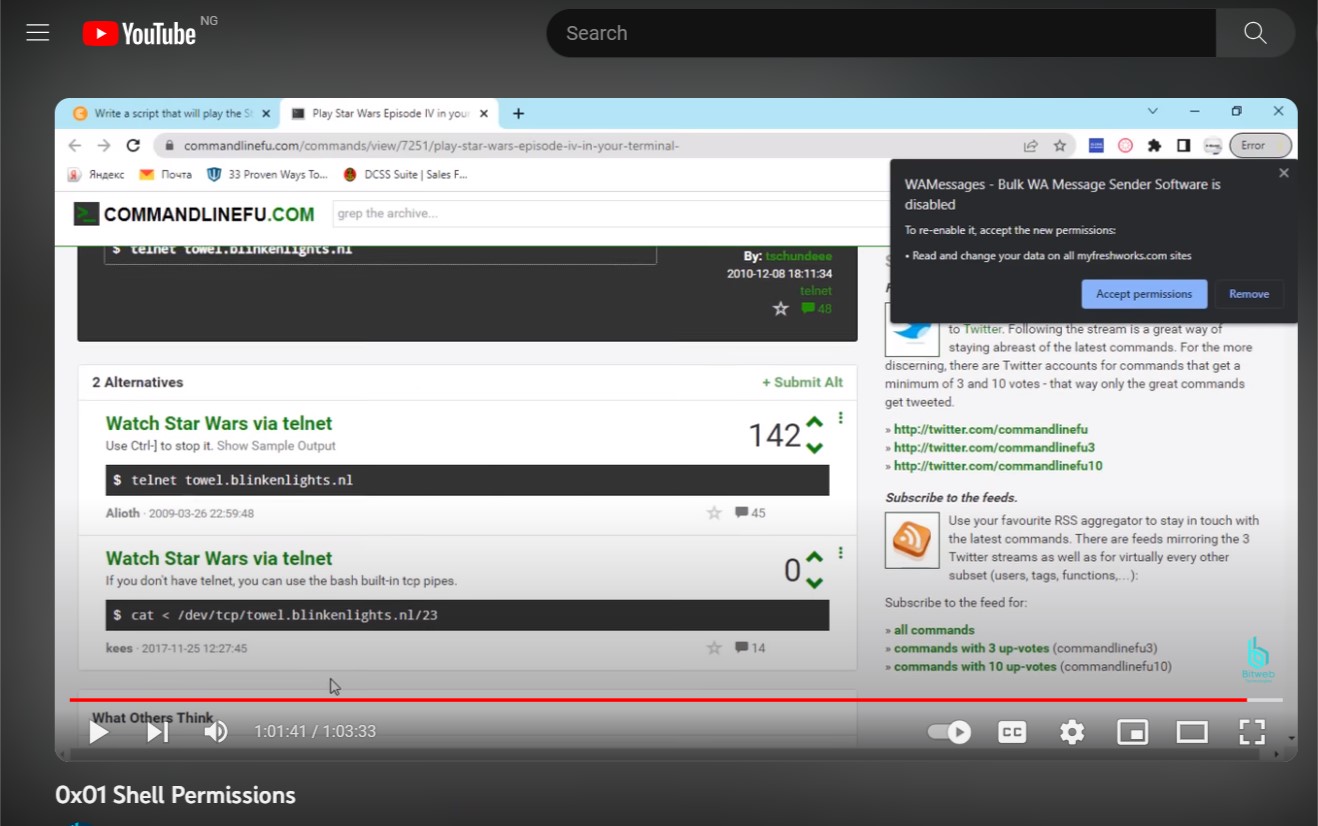 YouTube NG
Search
Write a script that will play the S
Play Star Wars Episode IV in your
commandlinefu.com/commands/view/7251/play-star-wars-episode-iv-in-your-terminal-
Error
Яндекс
Почта
33 Proven Ways To...
DCSS Suite | Sales F...
WAMessages - Bulk WA Message Sender Software is
disabled
To re-enable it, accept the new permissions:
• Read and change your data on all myfreshworks.com sites
Accept permissions
Remove
COMMANDLINEFU.COM
grep the archive...
$ telnet towel.blinkenlights.nl
By: tschundeee
2010-12-08 18:11:34
telnet
48
2 Alternatives
+ Submit Alt
Watch Star Wars via telnet
Use Ctrl-] to stop it. Show Sample Output
142
$ telnet towel.blinkenlights.nl
Alioth · 2009-03-26 22:59:48
45
Watch Star Wars via telnet
If you don't have telnet, you can use the bash built-in tcp pipes.
0
$ cat < /dev/tcp/towel.blinkenlights.nl/23
kees · 2017-11-25 12:27:45
14
What Others Think
to Twitter. Following the stream is a great way of
staying abreast of the latest commands. For the more
discerning, there are Twitter accounts for commands that get a
minimum of 3 and 10 votes - that way only the great commands
get tweeted.
» http://twitter.com/commandlinefu
» http://twitter.com/commandlinefu3
» http://twitter.com/commandlinefu10
Subscribe to the feeds.
Use your favourite RSS aggregator to stay in touch with
the latest commands. There are feeds mirroring the 3
Twitter streams as well as for virtually every other
subset (users, tags, functions,...):
Subscribe to the feed for:
» all commands
» commands with 3 up-votes (commandlinefu3)
» commands with 10 up-votes (commandlinefu10)
Bitweb
1:01:41 / 1:03:33
CC
0x01 Shell Permissions